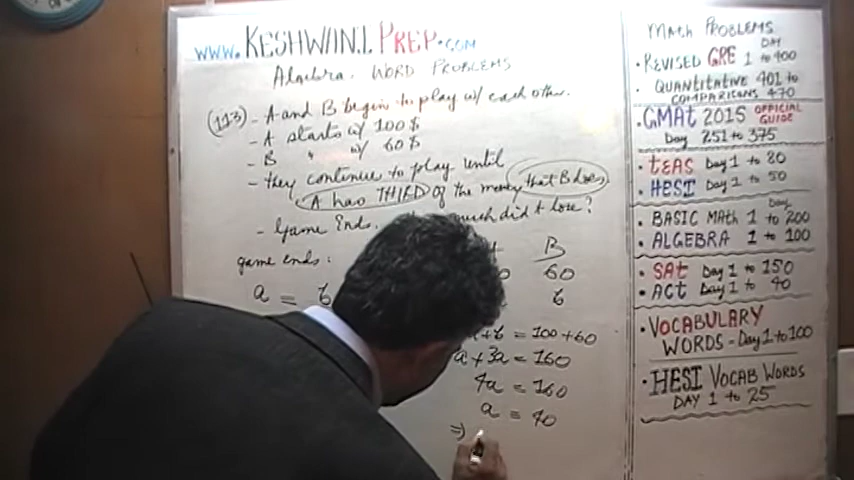 www.KESHWANI PREP.com
Algebra. WORD PROBLEMS
(113) - A and B begin to play w/ each other.
- A starts w/ 100$
- B " w/ 60$
- they continue to play until
A has THIRD of the money that B does.
- Game Ends. much did A lose?
game ends: B
0 60
a = b
+ b = 100 + 60
a + 3a = 160
4a = 160
a = 40
⇒
MATH PROBLEMS
DAY
• REVISED GRE 1 to 400
• QUANTITATIVE 401 to
COMPARISONS 470
• GMAT 2015 OFFICIAL GUIDE
Day 251 to 375
• TEAS Day 1 to 80
• HESI Day 1 to 50
Day
• BASIC MATH 1 to 200
• ALGEBRA 1 to 100
• SAT Day 1 to 150
• ACT Day 1 to 40
• VOCABULARY
WORDS - Day 1 to 100
• HESI VOCAB WORDS
DAY 1 to 25